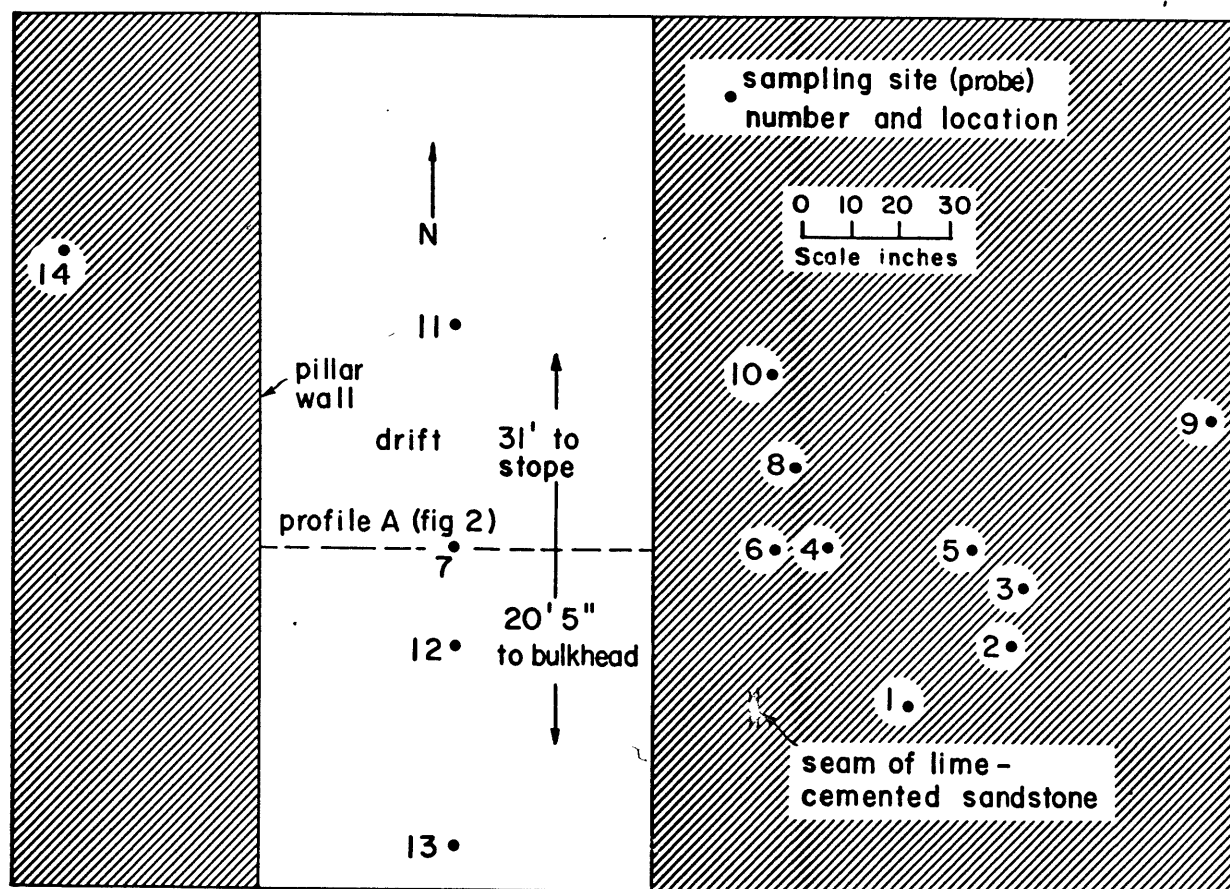 sampling site (probe)
number and location
0 10 20 30
Scale inches
N
14
11
pillar
wall
10
9
drift
31' to
stope
8
profile A (fig 2)
7
6
4
5
3
20' 5"
to bulkhead
12
2
1
seam of lime-
cemented sandstone
13